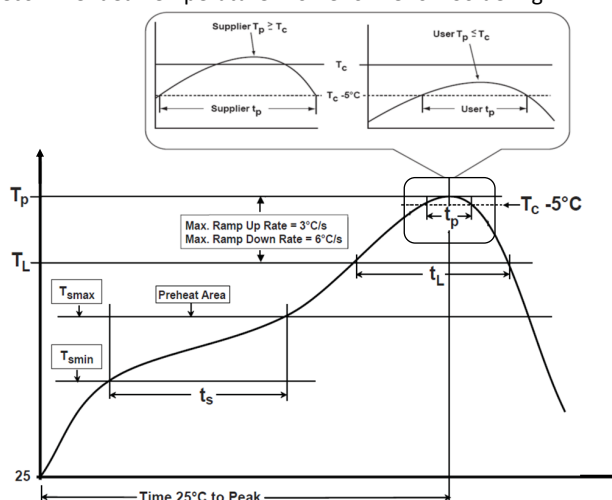 Supplier Tp ≥ Tc
User Tp ≤ Tc
Tc
Tc -5°C
Supplier tp
User tp
Tp
Tc -5°C
tp
Max. Ramp Up Rate = 3°C/s
Max. Ramp Down Rate = 6°C/s
TL
tL
Tsmax
Preheat Area
Tsmin
ts
25
Time 25°C to Peak